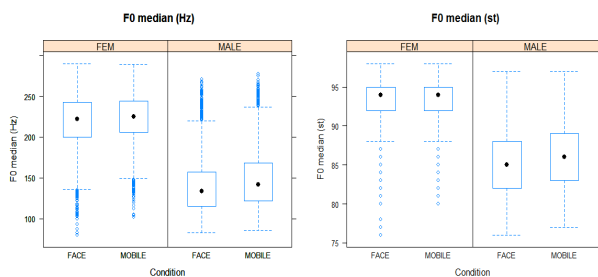 F0 median (Hz)
FEM MALE
F0 median (Hz)
250
200
150
100
FACE MOBILE FACE MOBILE
Condition
F0 median (st)
FEM MALE
F0 median (st)
95
90
85
80
75
FACE MOBILE FACE MOBILE
Condition